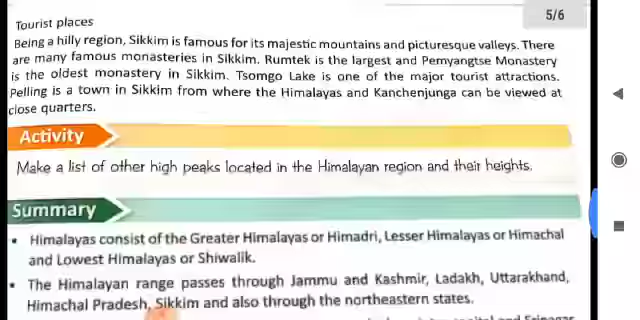 5/6
Tourist places
Being a hilly region, Sikkim is famous for its majestic mountains and picturesque valleys. There
are many famous monasteries in Sikkim. Rumtek is the largest and Pemyangtse Monastery
is the oldest monastery in Sikkim. Tsomgo Lake is one of the major tourist attractions.
Pelling is a town in Sikkim from where the Himalayas and Kanchenjunga can be viewed at
close quarters.
Activity
Make a list of other high peaks located in the Himalayan region and their heights.
Summary
• Himalayas consist of the Greater Himalayas or Himadri, Lesser Himalayas or Himachal
and Lowest Himalayas or Shiwalik.
• The Himalayan range passes through Jammu and Kashmir, Ladakh, Uttarakhand,
Himachal Pradesh, Sikkim and also through the northeastern states.